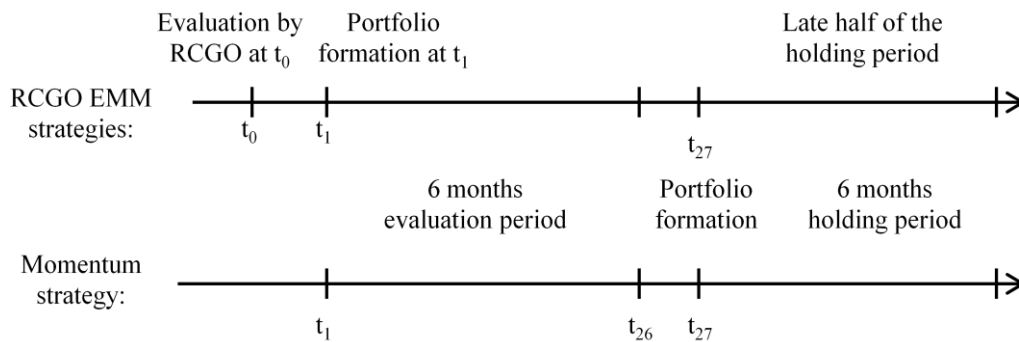 Evaluation by
RCGO at t0
Portfolio
formation at t1
Late half of the
holding period
RCGO EMM
strategies:
t0
t1
t27
6 months
evaluation period
Portfolio
formation
6 months
holding period
Momentum
strategy:
t1
t26
t27